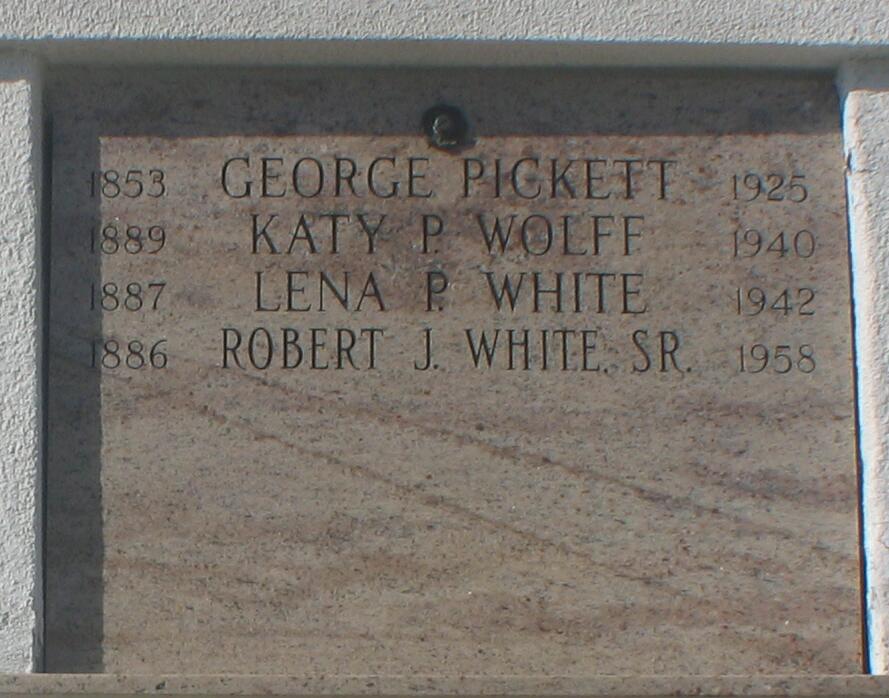 1853 GEORGE PICKETT 1925
1889 KATY P. WOLFF 1940
1887 LENA P. WHITE 1942
1886 ROBERT J. WHITE, SR. 1958